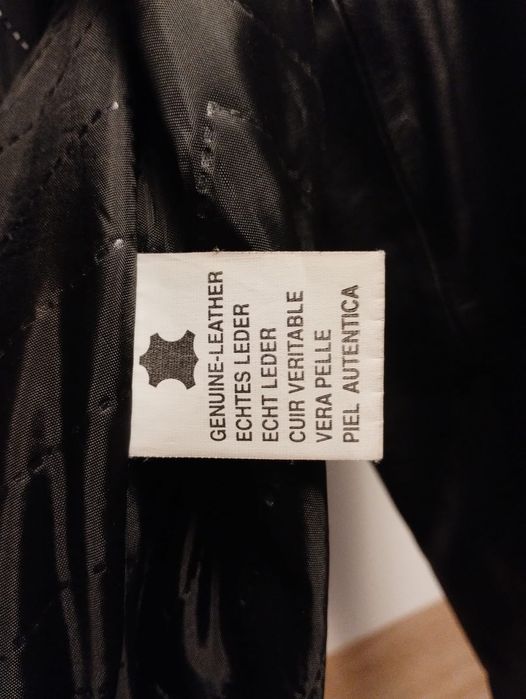 GENUINE-LEATHER
ECHTES LEDER
ECHT LEDER
CUIR VERITABLE
VERA PELLE
PIEL AUTENTICA